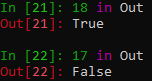 In [21]: 18 in Out
Out[21]: True
In [22]: 17 in Out
Out[22]: False